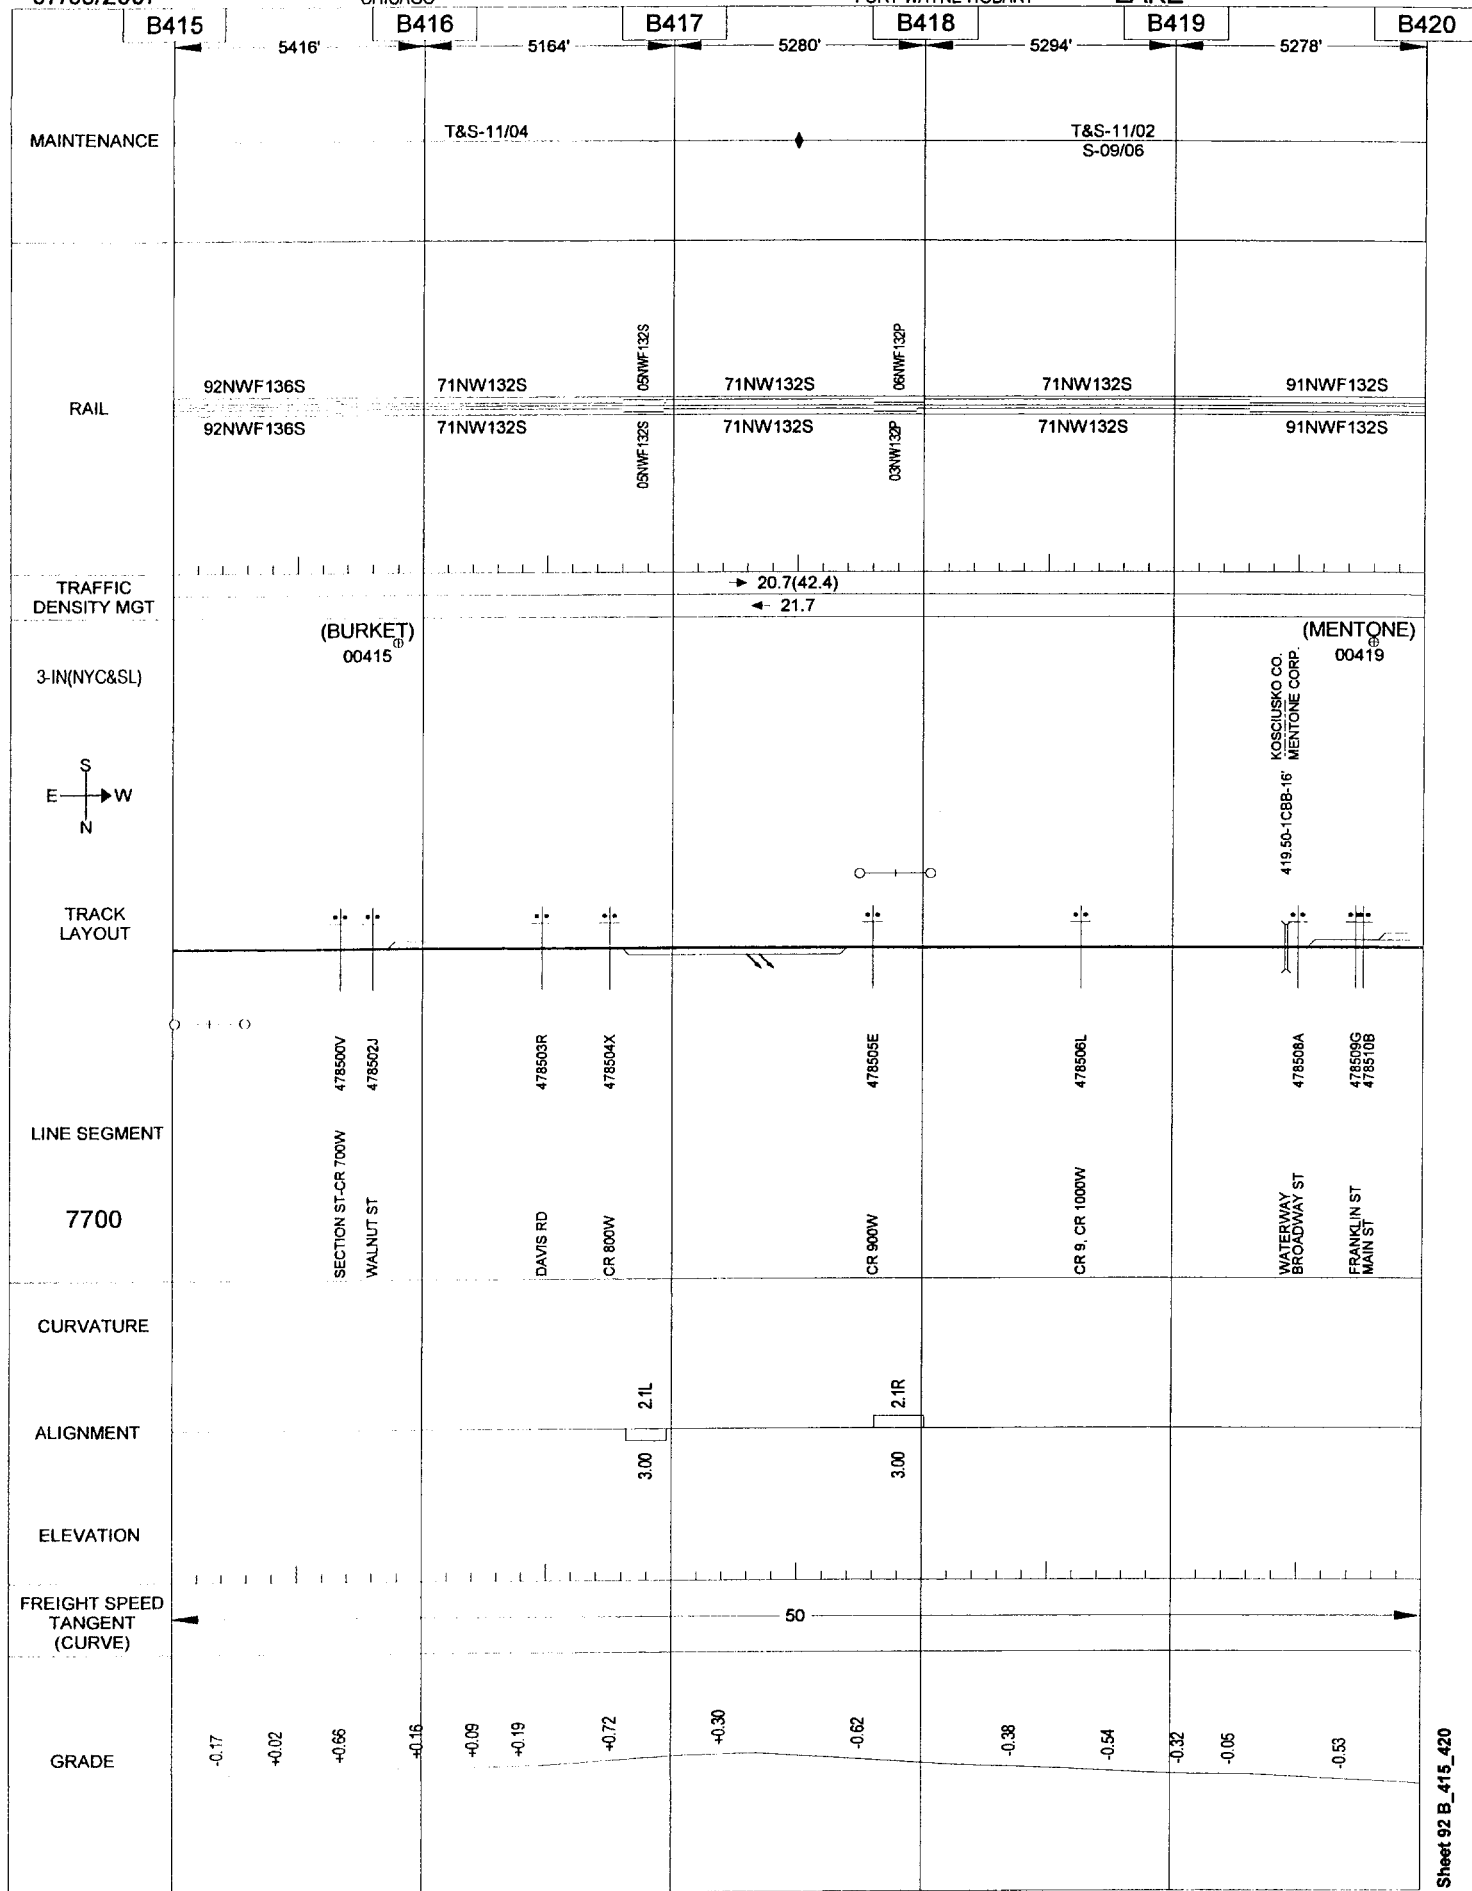 B415
B416
B417
B418
B419
B420
5416'
5164'
5280'
5294'
5278'
MAINTENANCE
T&S-11/04
T&S-11/02
S-09/06
RAIL
92NWF136S
71NW132S
05NWF132S
71NW132S
06NWF132P
71NW132S
91NWF132S
92NWF136S
71NW132S
05NWF132S
71NW132S
03NW132P
71NW132S
91NWF132S
TRAFFIC
DENSITY MGT
20.7(42.4)
21.7
3-IN(NYC&SL)
(BURKET)
00415
(MENTONE)
00419
S
E
W
N
419.50-1CBB-16'
KOSCIUSKO CO.
MENTONE CORP.
TRACK
LAYOUT
478500V
478502J
478503R
478504X
478505E
478506L
478508A
478509G
478510B
LINE SEGMENT
7700
SECTION ST-CR 700W
WALNUT ST
DAVIS RD
CR 800W
CR 900W
CR 9, CR 1000W
WATERWAY
BROADWAY ST
FRANKLIN ST
MAIN ST
CURVATURE
2.1L
2.1R
ALIGNMENT
3.00
3.00
ELEVATION
FREIGHT SPEED
TANGENT
(CURVE)
50
GRADE
-0.17
+0.02
+0.66
+0.16
+0.09
+0.19
+0.72
+0.30
-0.62
-0.38
-0.54
-0.32
-0.05
-0.53
Sheet 92 B_415_420